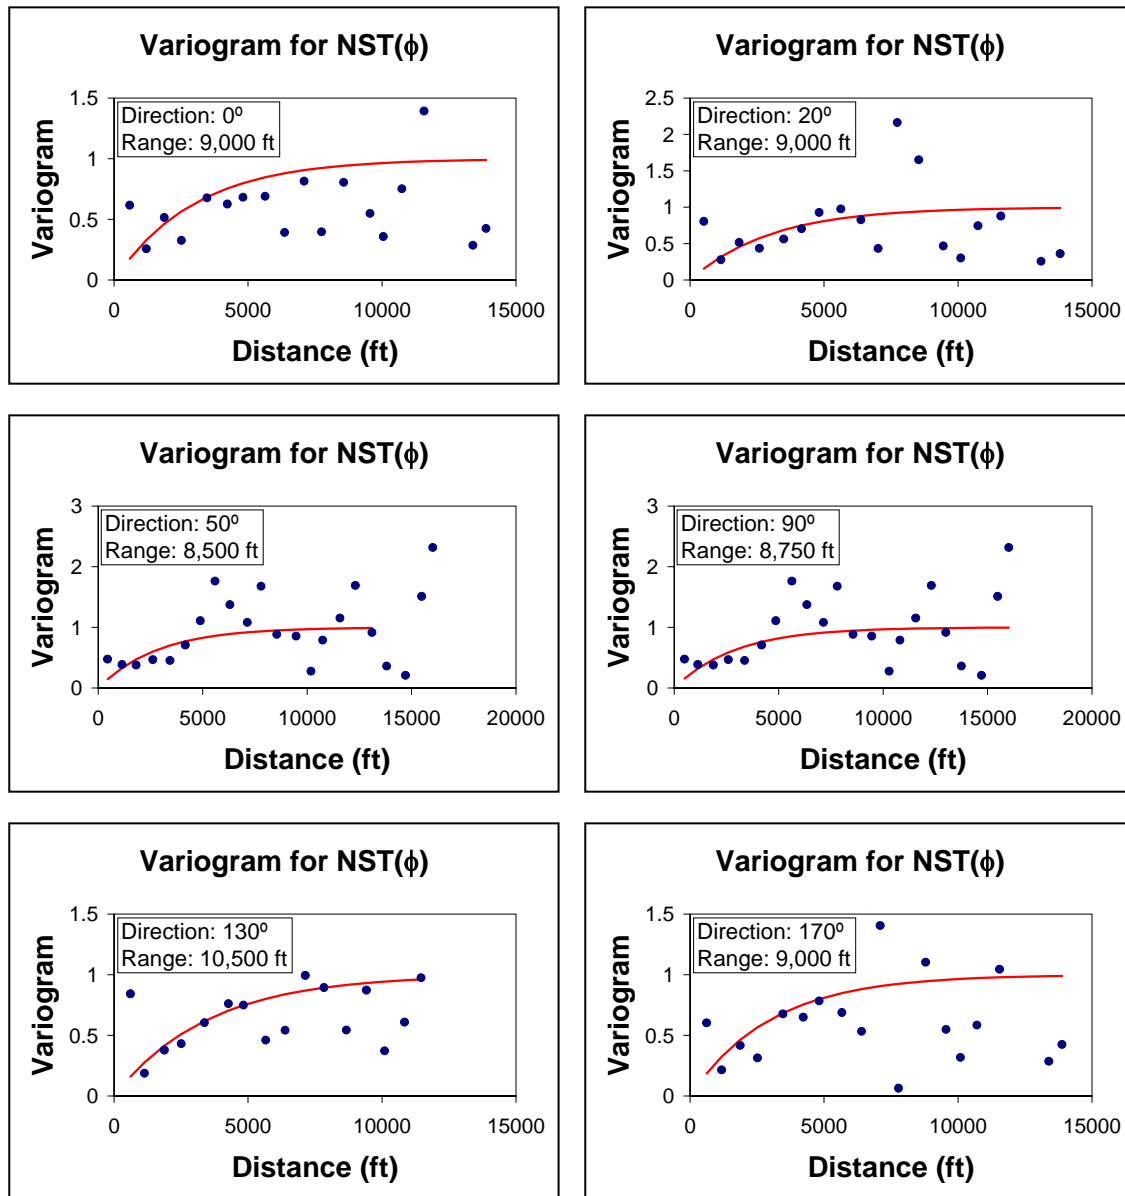 Variogram for NST(ϕ)
Direction: 0º
Range: 9,000 ft
Variogram
1.5
1
0.5
0
0 5000 10000 15000
Distance (ft)
Variogram for NST(ϕ)
Direction: 20º
Range: 9,000 ft
Variogram
2.5
2
1.5
1
0.5
0
0 5000 10000 15000
Distance (ft)
Variogram for NST(ϕ)
Direction: 50º
Range: 8,500 ft
Variogram
3
2
1
0
0 5000 10000 15000 20000
Distance (ft)
Variogram for NST(ϕ)
Direction: 90º
Range: 8,750 ft
Variogram
3
2
1
0
0 5000 10000 15000 20000
Distance (ft)
Variogram for NST(ϕ)
Direction: 130º
Range: 10,500 ft
Variogram
1.5
1
0.5
0
0 5000 10000 15000
Distance (ft)
Variogram for NST(ϕ)
Direction: 170º
Range: 9,000 ft
Variogram
1.5
1
0.5
0
0 5000 10000 15000
Distance (ft)